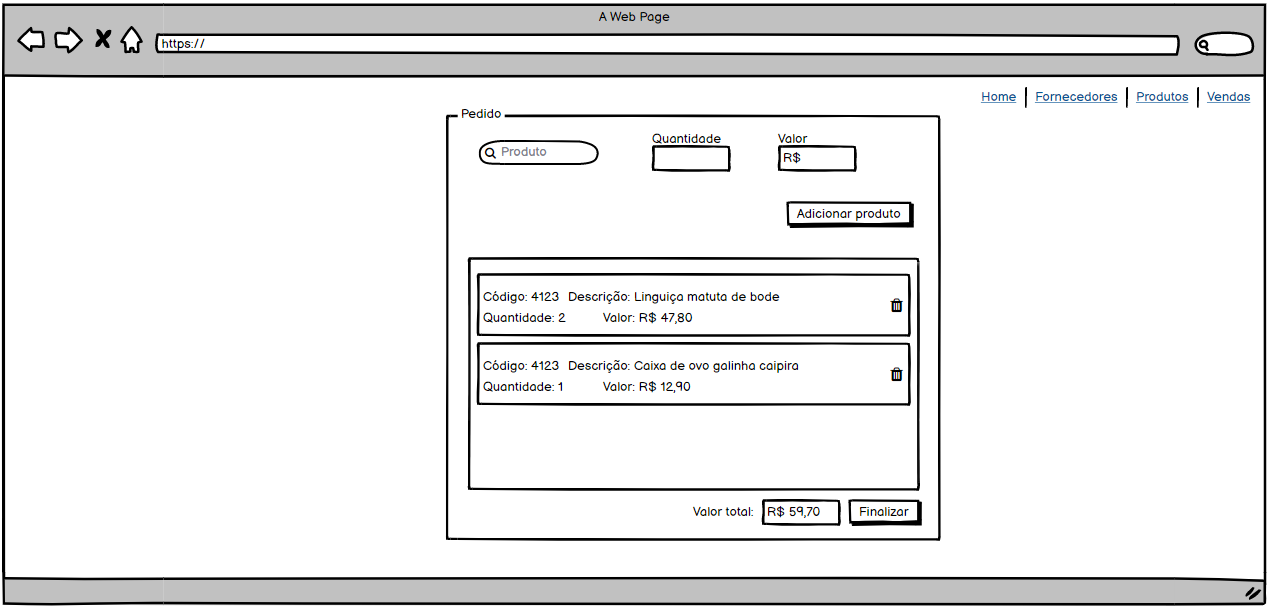 A Web Page
https://
Home Fornecedores Produtos Vendas
Pedido
Quantidade Valor
Produto R$
Adicionar produto
Código: 4123 Descrição: Linguiça matuta de bode
Quantidade: 2 Valor: R$ 47,80
Código: 4123 Descrição: Caixa de ovo galinha caipira
Quantidade: 1 Valor: R$ 12,90
Valor total: R$ 59,70 Finalizar